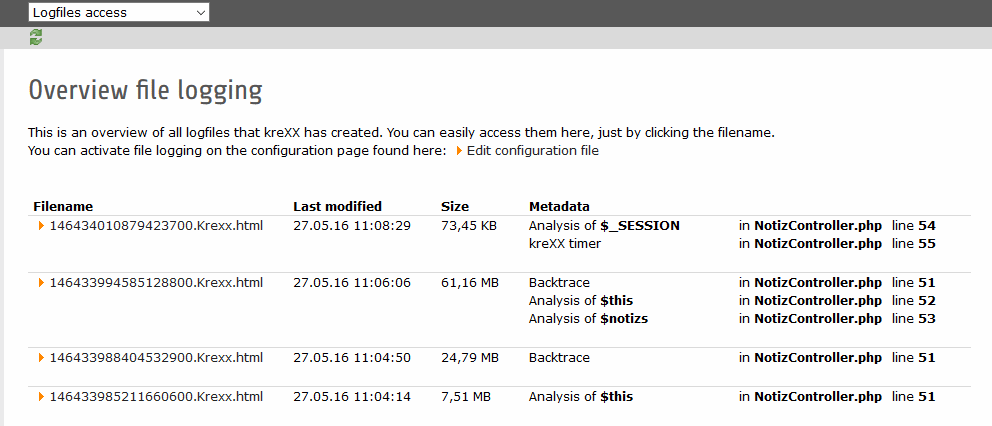 Logfiles access
Overview file logging
This is an overview of all logfiles that kreXX has created. You can easily access them here, just by clicking the filename.
You can activate file logging on the configuration page found here: Edit configuration file
Filename Last modified Size Metadata
146434010879423700.Krexx.html 27.05.16 11:08:29 73,45 KB Analysis of $_SESSION in NotizController.php line 54
kreXX timer in NotizController.php line 55
146433994585128800.Krexx.html 27.05.16 11:06:06 61,16 MB Backtrace in NotizController.php line 51
Analysis of $this in NotizController.php line 52
Analysis of $notizs in NotizController.php line 53
146433988404532900.Krexx.html 27.05.16 11:04:50 24,79 MB Backtrace in NotizController.php line 51
146433985211660600.Krexx.html 27.05.16 11:04:14 7,51 MB Analysis of $this in NotizController.php line 51